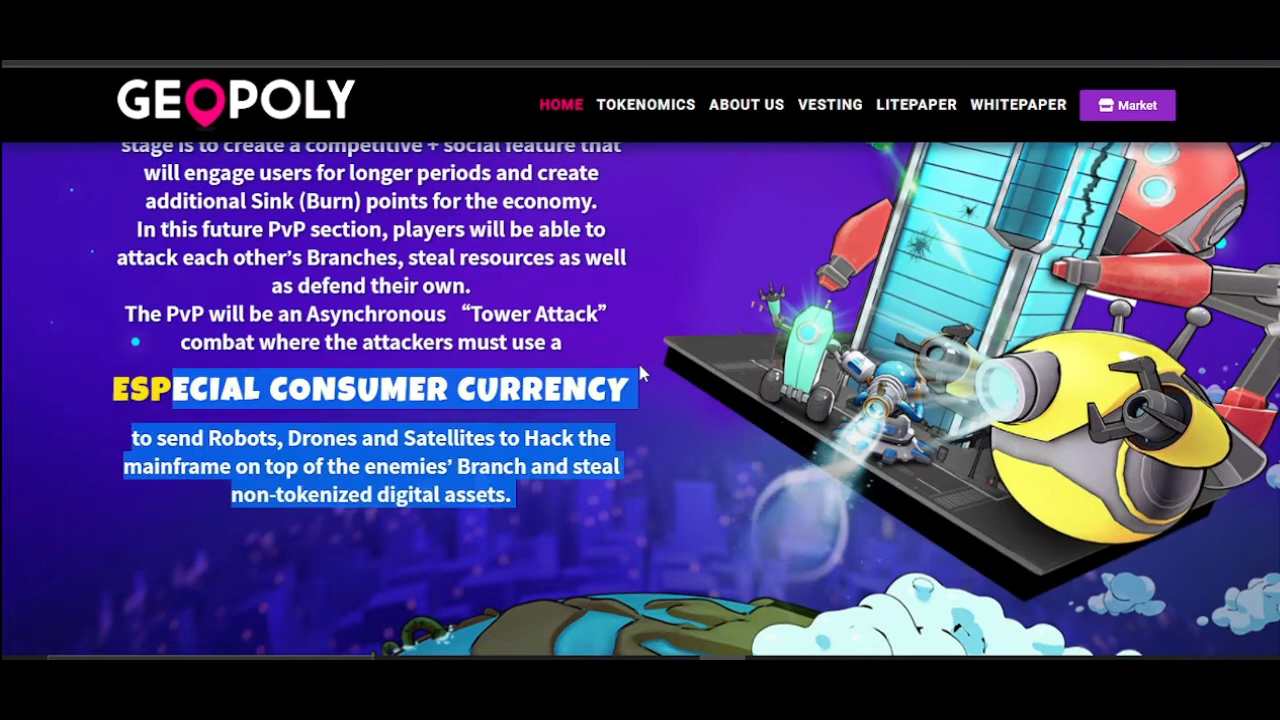 GEOPOLY
HOME TOKENOMICS ABOUT US VESTING LITEPAPER WHITEPAPER Market
stage is to create a competitive + social feature that
will engage users for longer periods and create
additional Sink (Burn) points for the economy.
In this future PvP section, players will be able to
attack each other’s Branches, steal resources as well
as defend their own.
The PvP will be an Asynchronous “Tower Attack”
combat where the attackers must use a
ESPECIAL CONSUMER CURRENCY
to send Robots, Drones and Satellites to Hack the
mainframe on top of the enemies’ Branch and steal
non-tokenized digital assets.